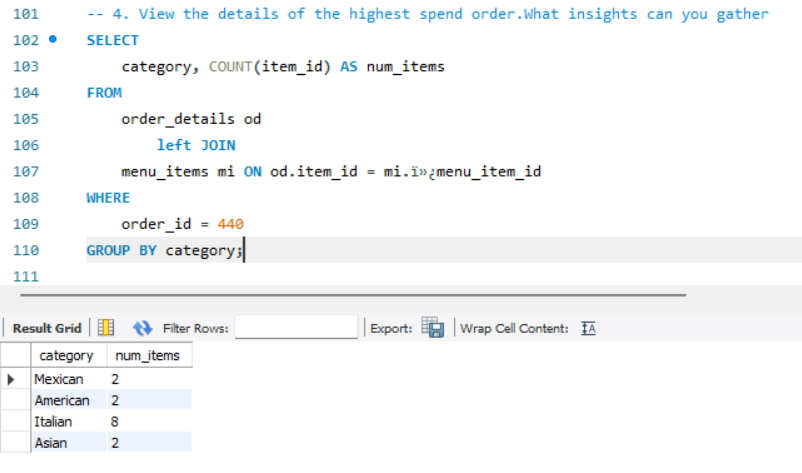 101 -- 4. View the details of the highest spend order.What insights can you gather
102 SELECT
103 category, COUNT(item_id) AS num_items
104 FROM
105 order_details od
106 left JOIN
107 menu_items mi ON od.item_id = mi.ï»¿menu_item_id
108 WHERE
109 order_id = 440
110 GROUP BY category;
111
Result Grid Filter Rows: Export: Wrap Cell Content: IA
category num_items
Mexican 2
American 2
Italian 8
Asian 2